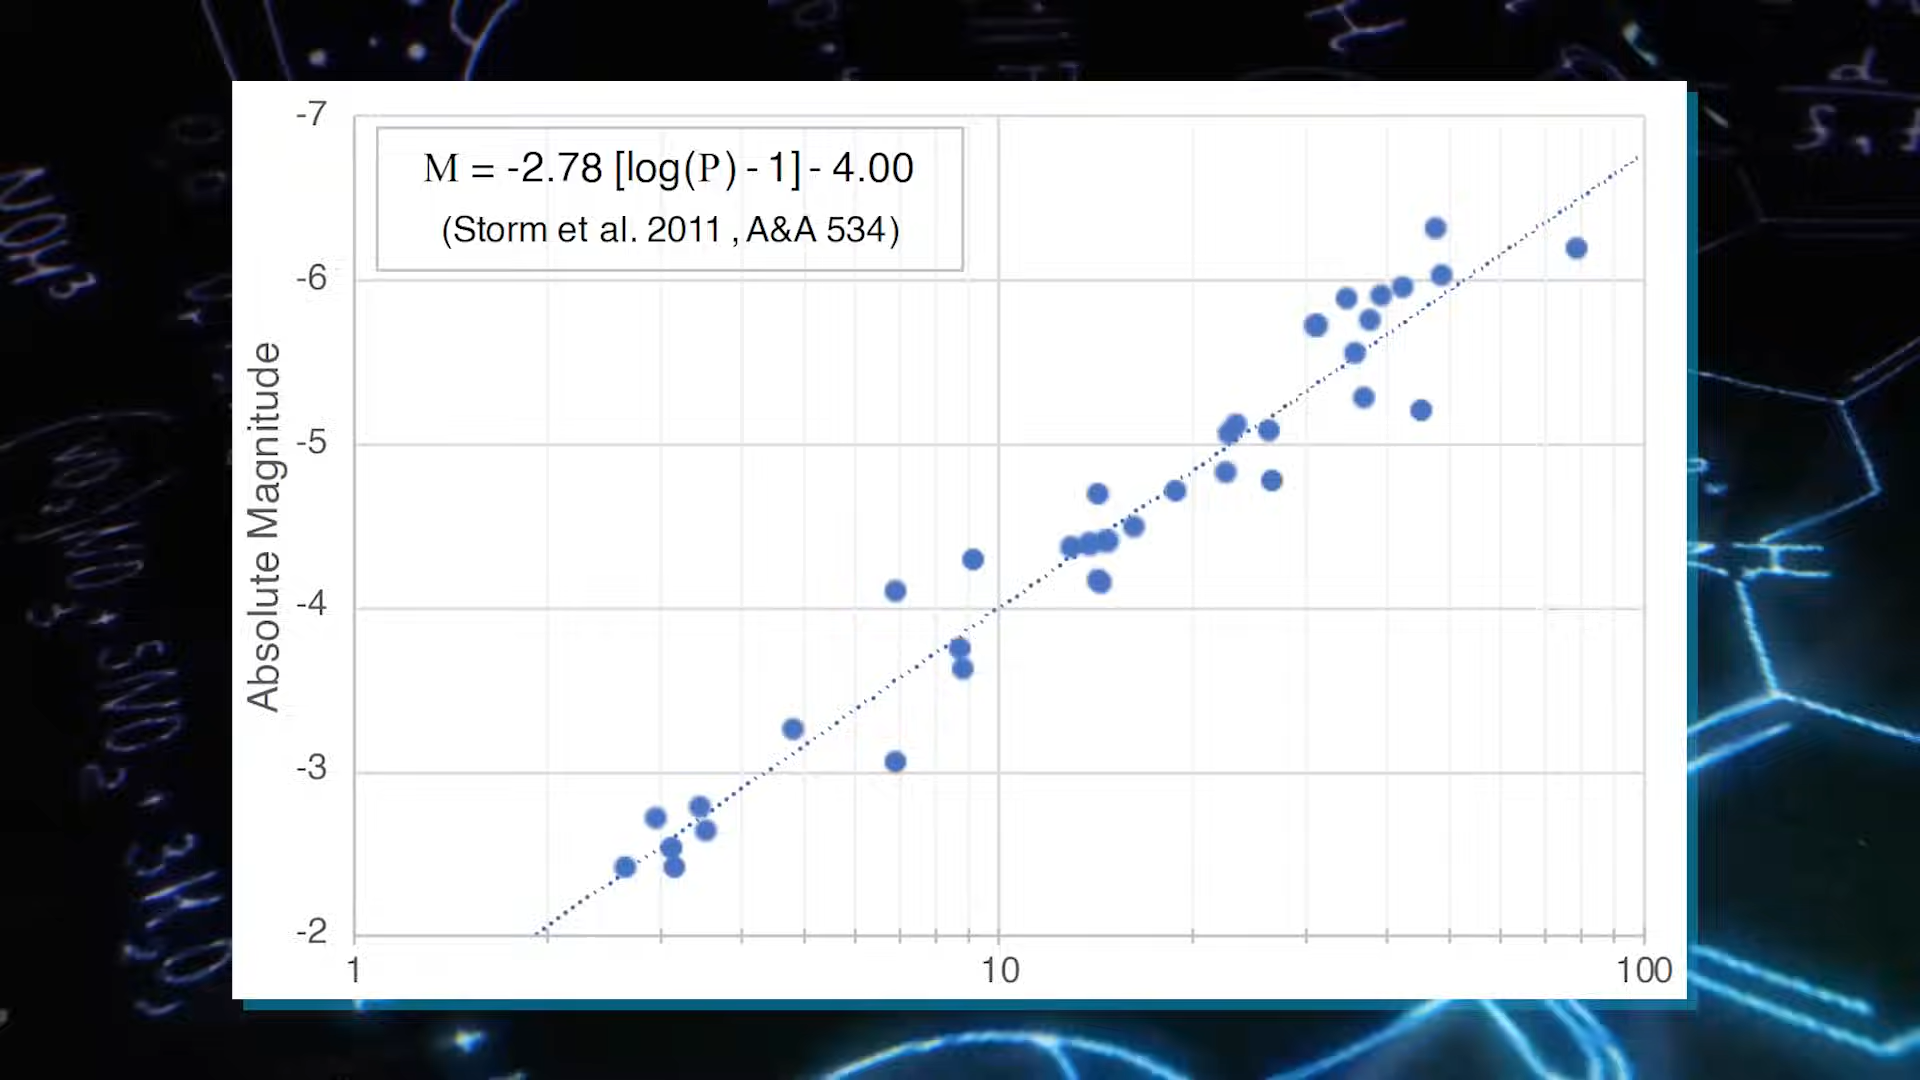 -7
M = -2.78 [log(P) - 1] - 4.00
(Storm et al. 2011 , A&A 534)
-6
-5
-4
-3
-2
Absolute Magnitude
1 10 100
NOH3
d